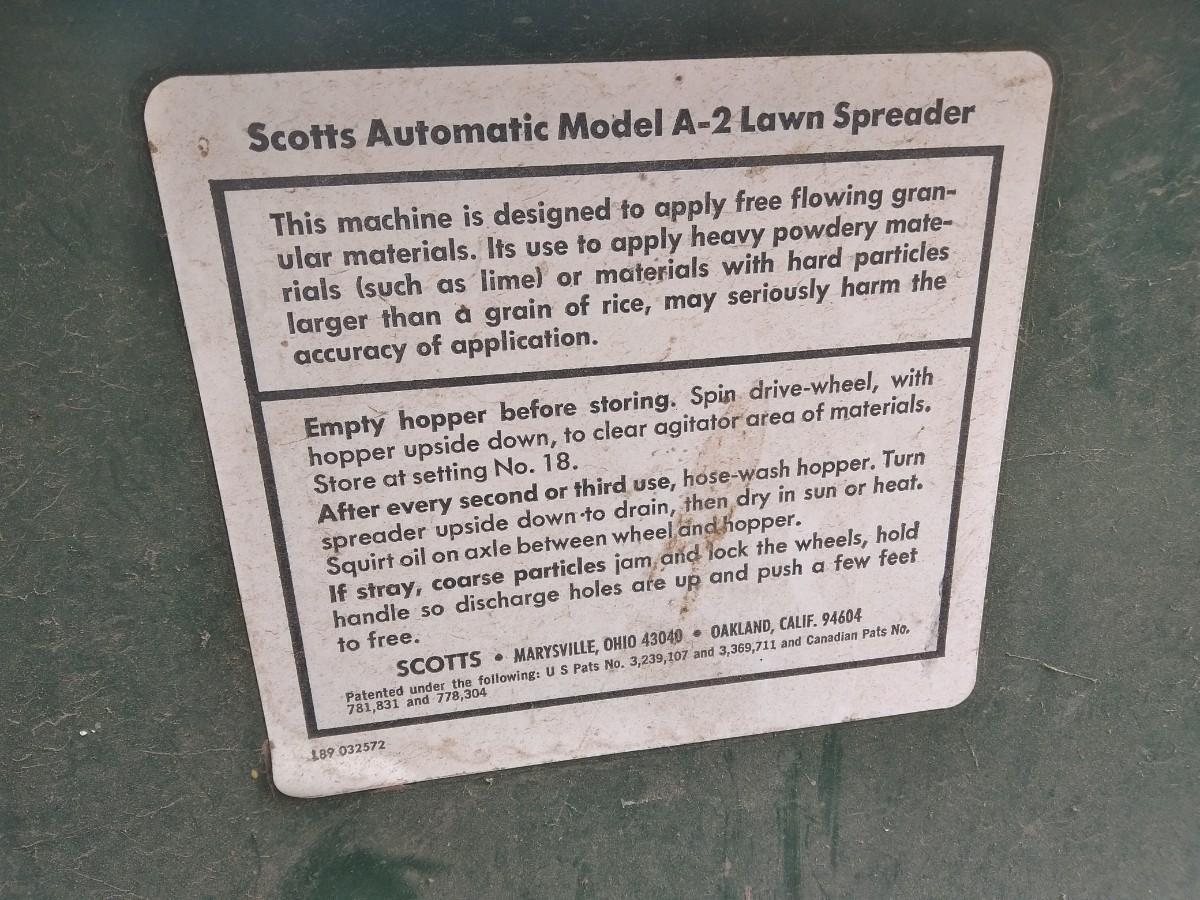 Scotts Automatic Model A-2 Lawn Spreader
This machine is designed to apply free flowing gran-
ular materials. Its use to apply heavy powdery mate-
rials (such as lime) or materials with hard particles
larger than a grain of rice, may seriously harm the
accuracy of application.
Empty hopper before storing. Spin drive-wheel, with
hopper upside down, to clear agitator area of materials.
Store at setting No. 18.
After every second or third use, hose-wash hopper. Turn
spreader upside down to drain, then dry in sun or heat.
Squirt oil on axle between wheel and hopper.
If stray, coarse particles jam and lock the wheels, hold
handle so discharge holes are up and push a few feet
to free.
SCOTTS • MARYSVILLE, OHIO 43040 • OAKLAND, CALIF. 94604
Patented under the following: U S Pats No. 3,239,107 and 3,369,711 and Canadian Pats No.
781,831 and 778,304
L89 032572